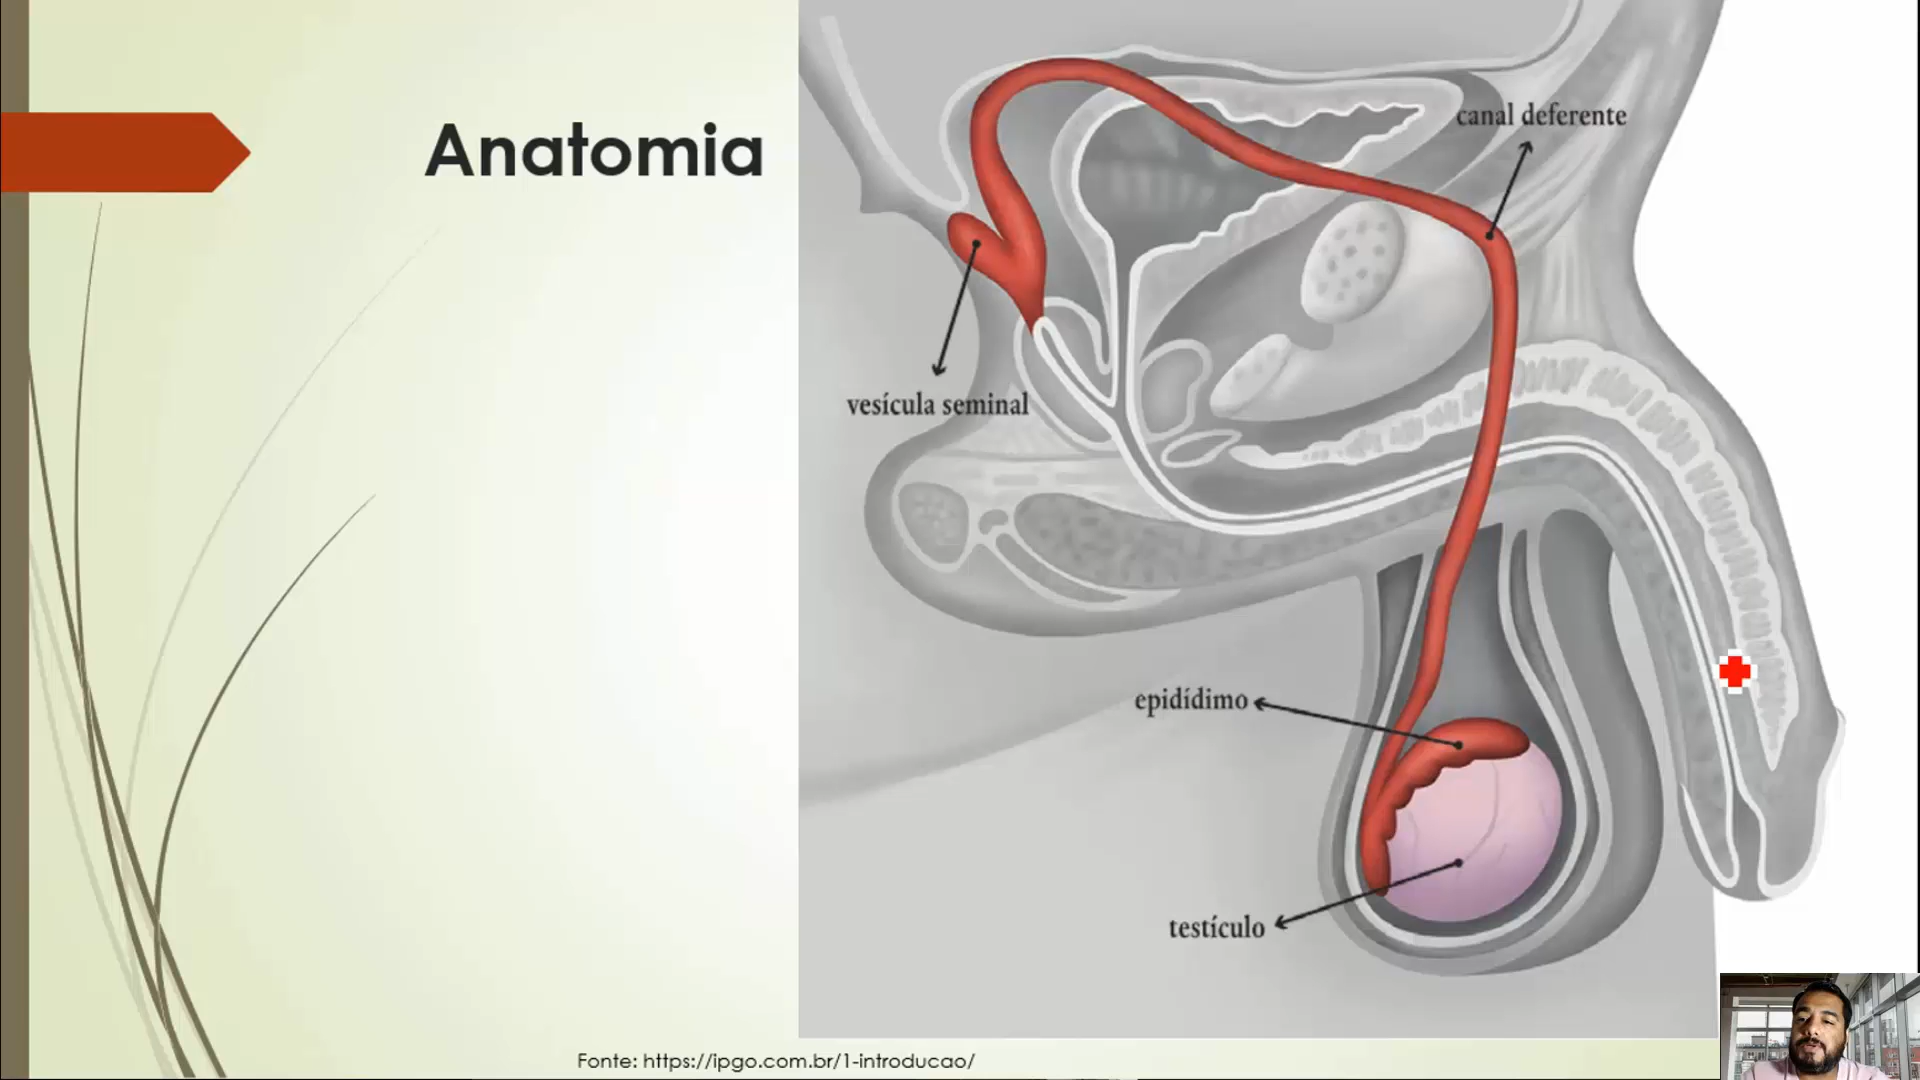 Anatomia
canal deferente
vesícula seminal
epidídimo
testículo
Fonte: https://ipgo.com.br/1-introducao/